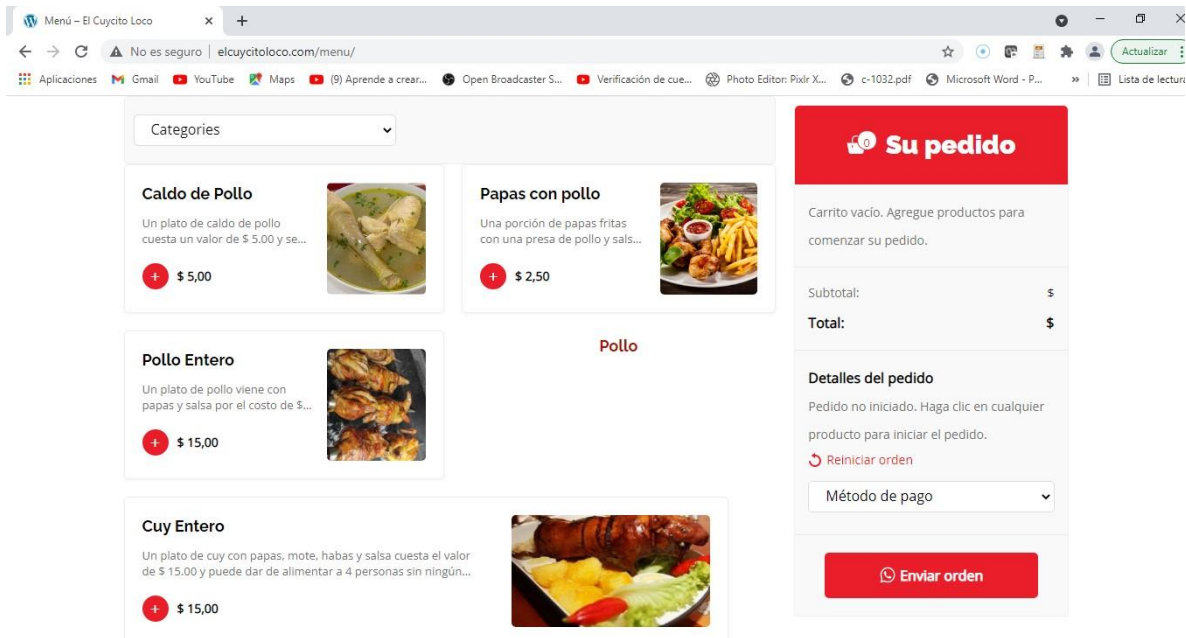 Menú – El Cuycito Loco
No es seguro | elcuycitoloco.com/menu/
Actualizar
Aplicaciones
Gmail
YouTube
Maps
(9) Aprende a crear...
Open Broadcaster S...
Verificación de cue...
Photo Editor: Pixlr X...
c-1032.pdf
Microsoft Word - P...
»
Lista de lectura
Categories
Caldo de Pollo
Un plato de caldo de pollo
cuesta un valor de $ 5.00 y se...
+ $ 5,00
Papas con pollo
Una porción de papas fritas
con una presa de pollo y sals...
+ $ 2,50
Pollo Entero
Un plato de pollo viene con
papas y salsa por el costo de $...
+ $ 15,00
Pollo
Cuy Entero
Un plato de cuy con papas, mote, habas y salsa cuesta el valor
de $ 15.00 y puede dar de alimentar a 4 personas sin ningún...
+ $ 15,00
0 Su pedido
Carrito vacío. Agregue productos para
comenzar su pedido.
Subtotal: $
Total: $
Detalles del pedido
Pedido no iniciado. Haga clic en cualquier
producto para iniciar el pedido.
Reiniciar orden
Método de pago
Enviar orden